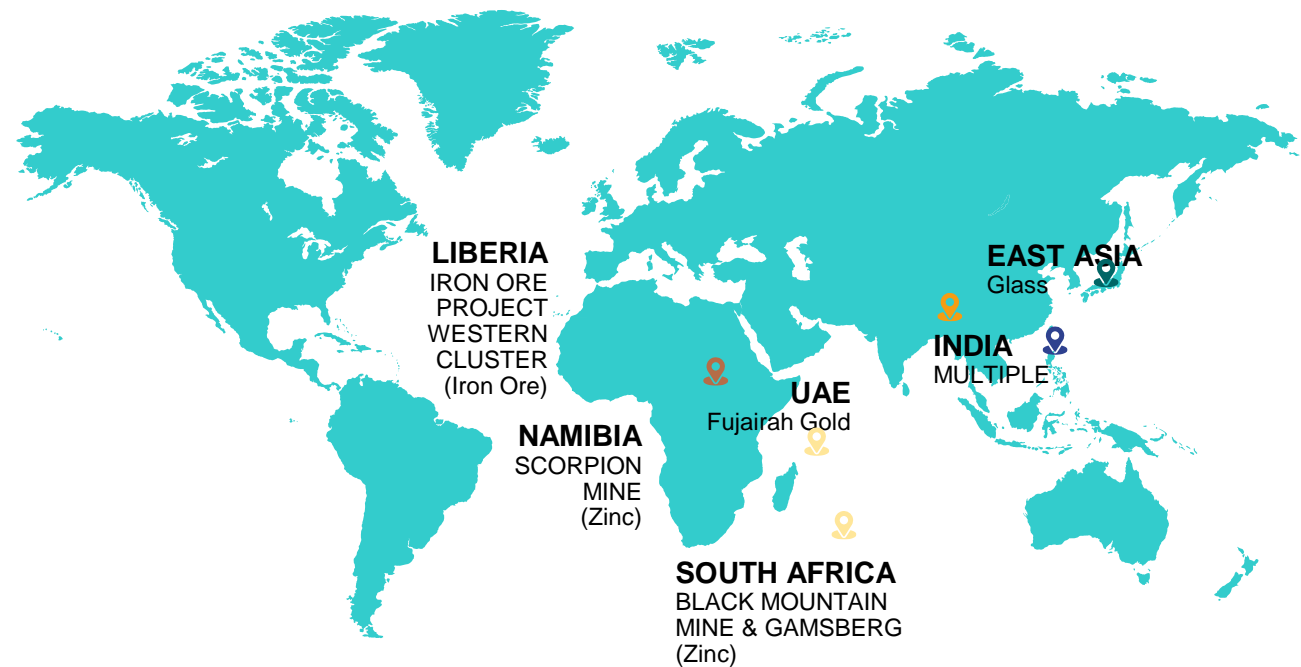 LIBERIA
IRON ORE
PROJECT
WESTERN
CLUSTER
(Iron Ore)
EAST ASIA
Glass
INDIA
MULTIPLE
UAE
Fujairah Gold
NAMIBIA
SCORPION
MINE
(Zinc)
SOUTH AFRICA
BLACK MOUNTAIN
MINE & GAMSBERG
(Zinc)